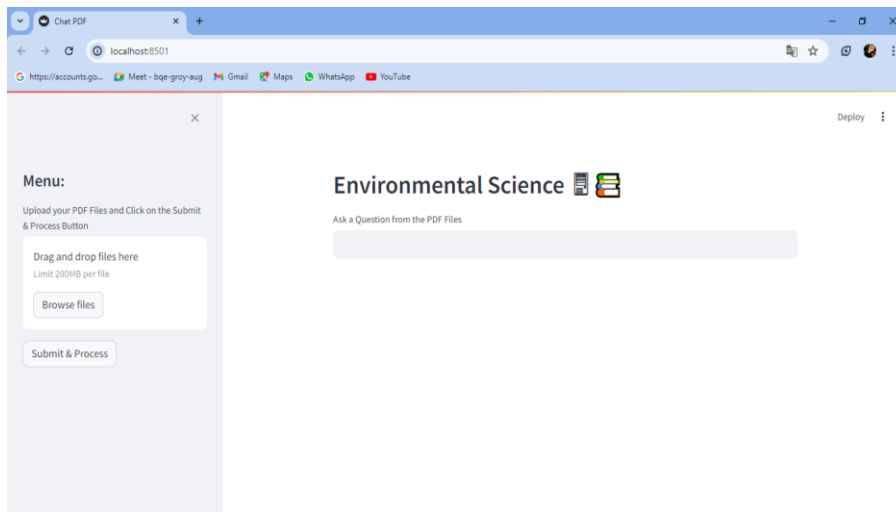 Chat PDF
localhost:8501
https://accounts.go... Meet - bqe-groy-aug Gmail Maps WhatsApp YouTube
Deploy
Menu:
Upload your PDF Files and Click on the Submit
& Process Button
Drag and drop files here
Limit 200MB per file
Browse files
Submit & Process
Environmental Science
Ask a Question from the PDF Files